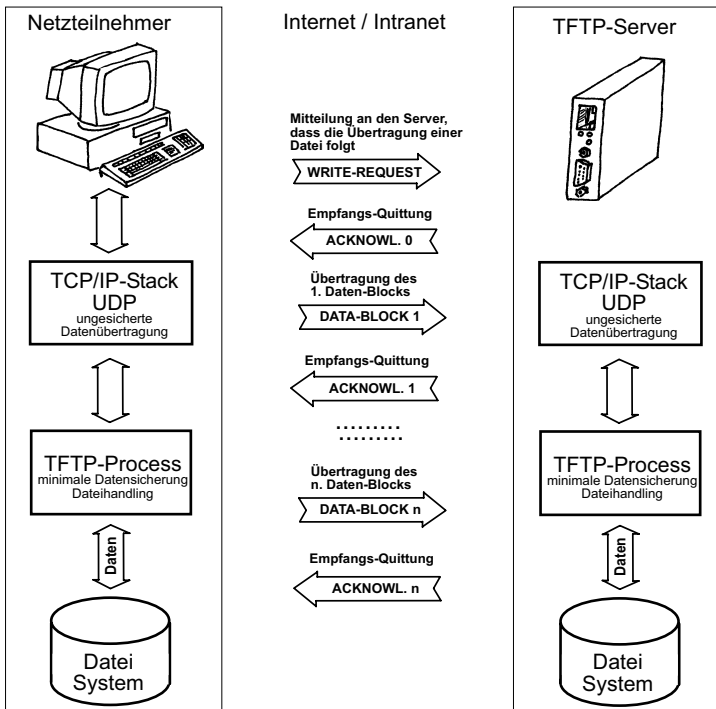 Netzteilnehmer
Internet / Intranet
TFTP-Server
Mitteilung an den Server,
dass die Übertragung einer
Datei folgt
WRITE-REQUEST
Empfangs-Quittung
ACKNOWL. 0
TCP/IP-Stack
UDP
ungesicherte
Datenübertragung
Übertragung des
1. Daten-Blocks
DATA-BLOCK 1
TCP/IP-Stack
UDP
ungesicherte
Datenübertragung
Empfangs-Quittung
ACKNOWL. 1
.........
.........
TFTP-Process
minimale Datensicherung
Dateihandling
Übertragung des
n. Daten-Blocks
DATA-BLOCK n
TFTP-Process
minimale Datensicherung
Dateihandling
Daten
Empfangs-Quittung
ACKNOWL. n
Daten
Datei
System
Datei
System